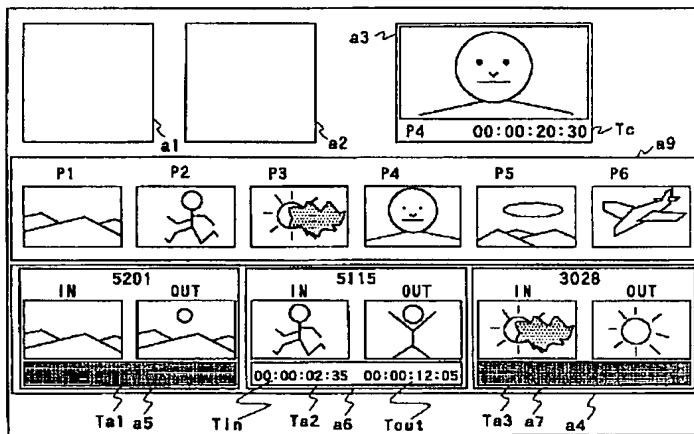 a3
P4 00:00:20:30 Tc
a1 a2
a9
P1 P2 P3 P4 P5 P6
5201 5115 3028
IN OUT IN OUT IN OUT
00:00:02:35 00:00:12:05
Ta1 a5 TIn Ta2 a6 Tout Ta3 a7 a4